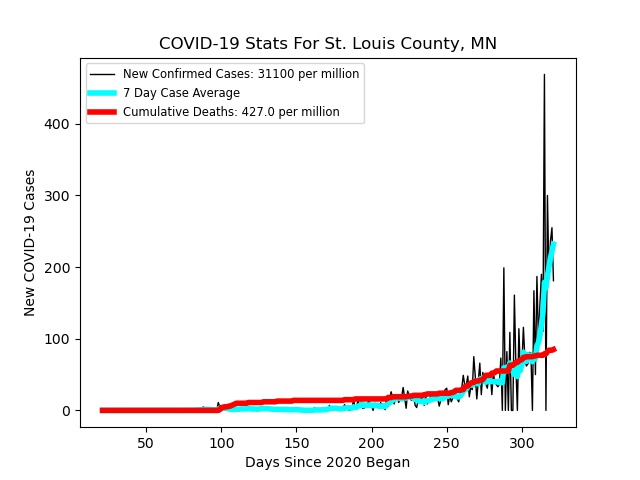 COVID-19 Stats For St. Louis County, MN
New Confirmed Cases: 31100 per million
7 Day Case Average
Cumulative Deaths: 427.0 per million
New COVID-19 Cases
400
300
200
100
0
50
100
150
200
250
300
Days Since 2020 Began